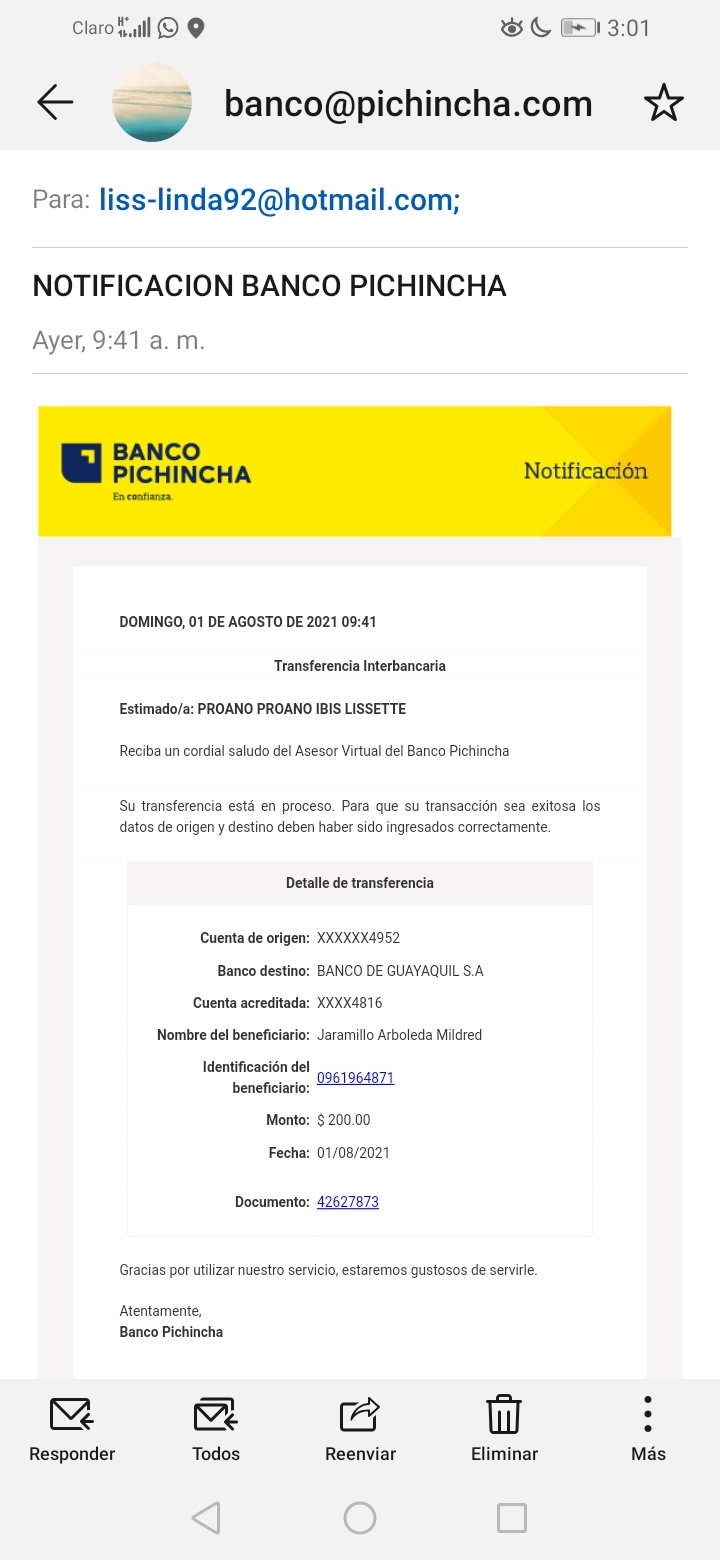 Claro H+ 3:01
banco@pichincha.com
Para: liss-linda92@hotmail.com;
NOTIFICACION BANCO PICHINCHA
Ayer, 9:41 a. m.
BANCO
PICHINCHA
En confianza.
Notificación
DOMINGO, 01 DE AGOSTO DE 2021 09:41
Transferencia Interbancaria
Estimado/a: PROANO PROANO IBIS LISSETTE
Reciba un cordial saludo del Asesor Virtual del Banco Pichincha
Su transferencia está en proceso. Para que su transacción sea exitosa los
datos de origen y destino deben haber sido ingresados correctamente.
Detalle de transferencia
Cuenta de origen: XXXXXX4952
Banco destino: BANCO DE GUAYAQUIL S.A
Cuenta acreditada: XXXX4816
Nombre del beneficiario: Jaramillo Arboleda Mildred
Identificación del
beneficiario: 0961964871
Monto: $ 200.00
Fecha: 01/08/2021
Documento: 42627873
Gracias por utilizar nuestro servicio, estaremos gustosos de servirle.
Atentamente,
Banco Pichincha
Responder Todos Reenviar Eliminar Más